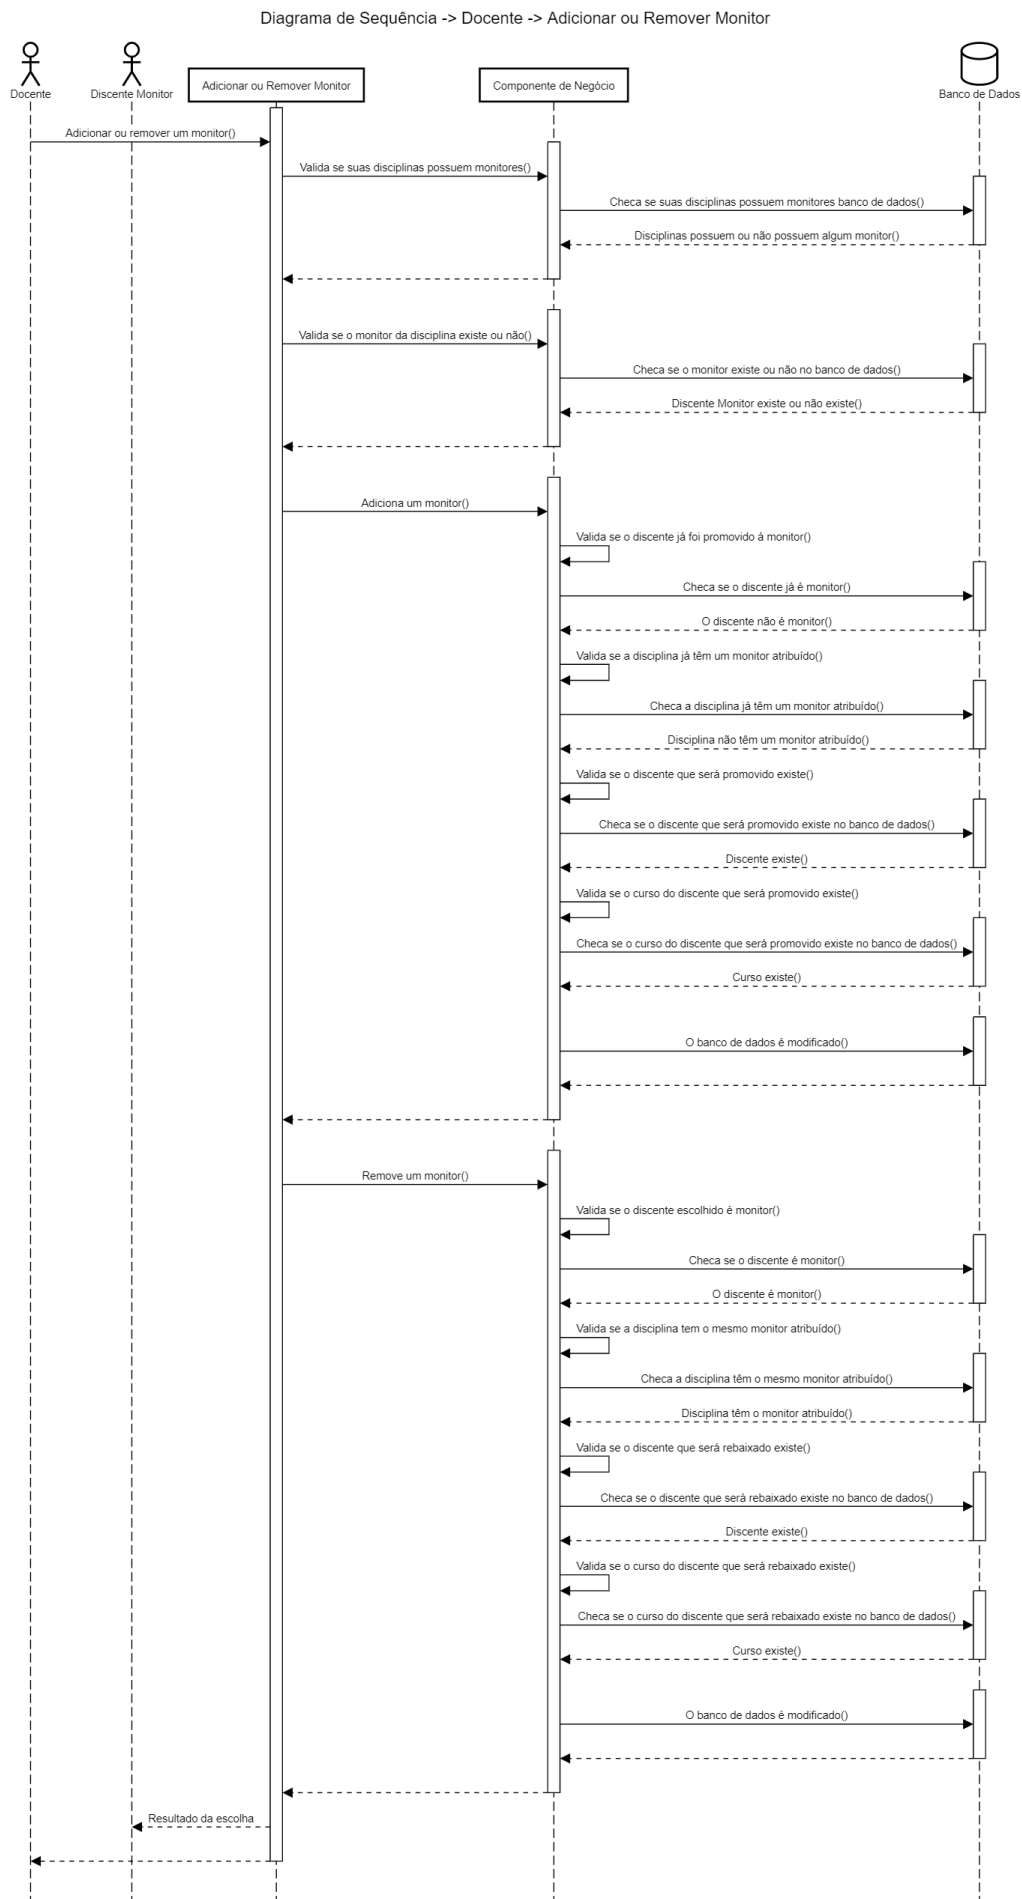 Diagrama de Sequência -> Docente -> Adicionar ou Remover Monitor
Docente
Discente Monitor
Adicionar ou Remover Monitor
Componente de Negócio
Banco de Dados
Adicionar ou remover um monitor()
Valida se suas disciplinas possuem monitores()
Checa se suas disciplinas possuem monitores banco de dados()
Disciplinas possuem ou não possuem algum monitor()
Valida se o monitor da disciplina existe ou não()
Checa se o monitor existe ou não no banco de dados()
Discente Monitor existe ou não existe()
Adiciona um monitor()
Valida se o discente já foi promovido á monitor()
Checa se o discente já é monitor()
O discente não é monitor()
Valida se a disciplina já têm um monitor atribuído()
Checa a disciplina já têm um monitor atribuído()
Disciplina não têm um monitor atribuído()
Valida se o discente que será promovido existe()
Checa se o discente que será promovido existe no banco de dados()
Discente existe()
Valida se o curso do discente que será promovido existe()
Checa se o curso do discente que será promovido existe no banco de dados()
Curso existe()
O banco de dados é modificado()
Remove um monitor()
Valida se o discente escolhido é monitor()
Checa se o discente é monitor()
O discente é monitor()
Valida se a disciplina tem o mesmo monitor atribuído()
Checa a disciplina têm o mesmo monitor atribuído()
Disciplina têm o monitor atribuído()
Valida se o discente que será rebaixado existe()
Checa se o discente que será rebaixado existe no banco de dados()
Discente existe()
Valida se o curso do discente que será rebaixado existe()
Checa se o curso do discente que será rebaixado existe no banco de dados()
Curso existe()
O banco de dados é modificado()
Resultado da escolha